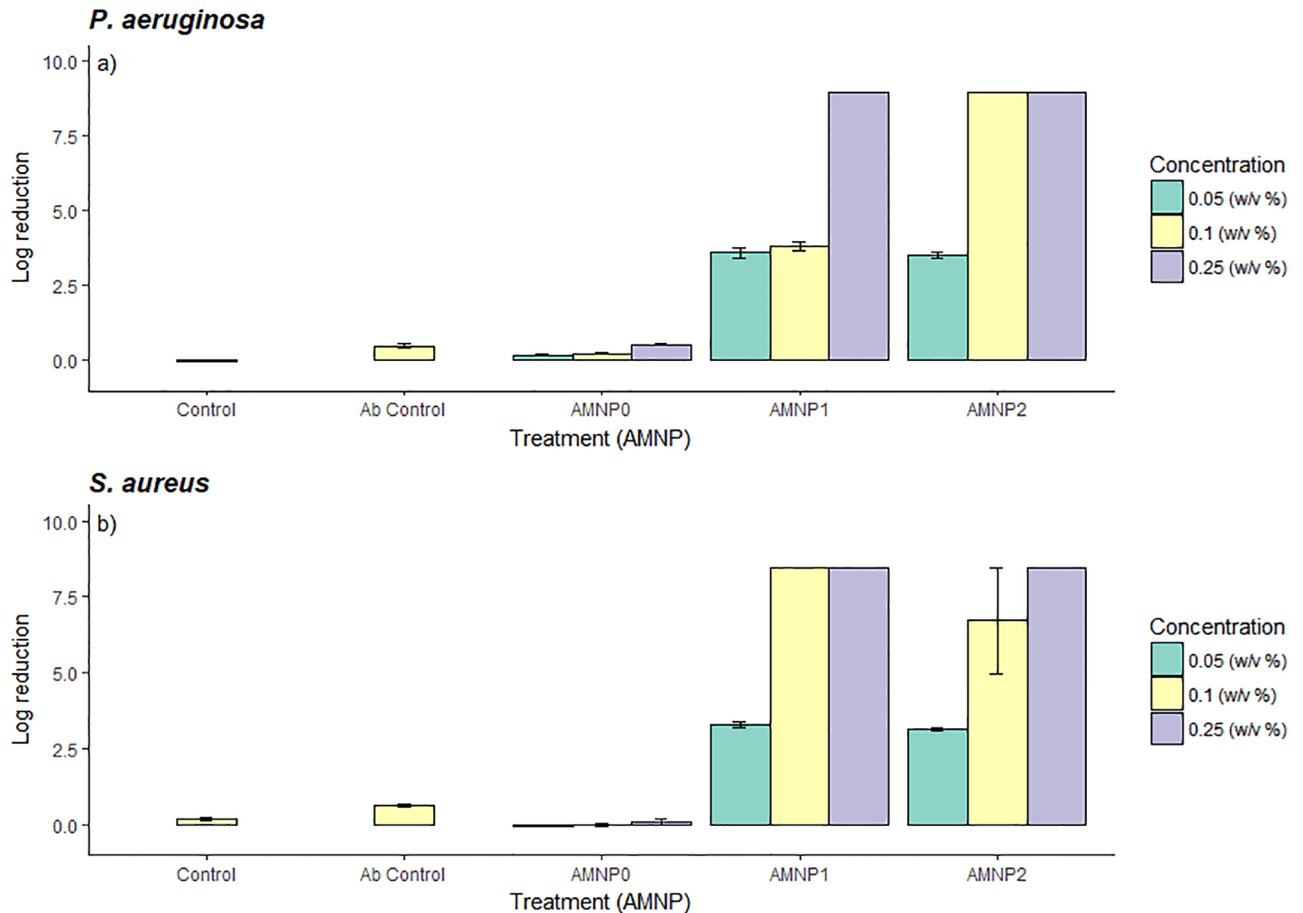 P. aeruginosa
a)
10.0
7.5
5.0
2.5
0.0
Log reduction
Control
Ab Control
AMNP0
AMNP1
AMNP2
Treatment (AMNP)
Concentration
0.05 (w/v %)
0.1 (w/v %)
0.25 (w/v %)
S. aureus
b)
10.0
7.5
5.0
2.5
0.0
Log reduction
Control
Ab Control
AMNP0
AMNP1
AMNP2
Treatment (AMNP)
Concentration
0.05 (w/v %)
0.1 (w/v %)
0.25 (w/v %)